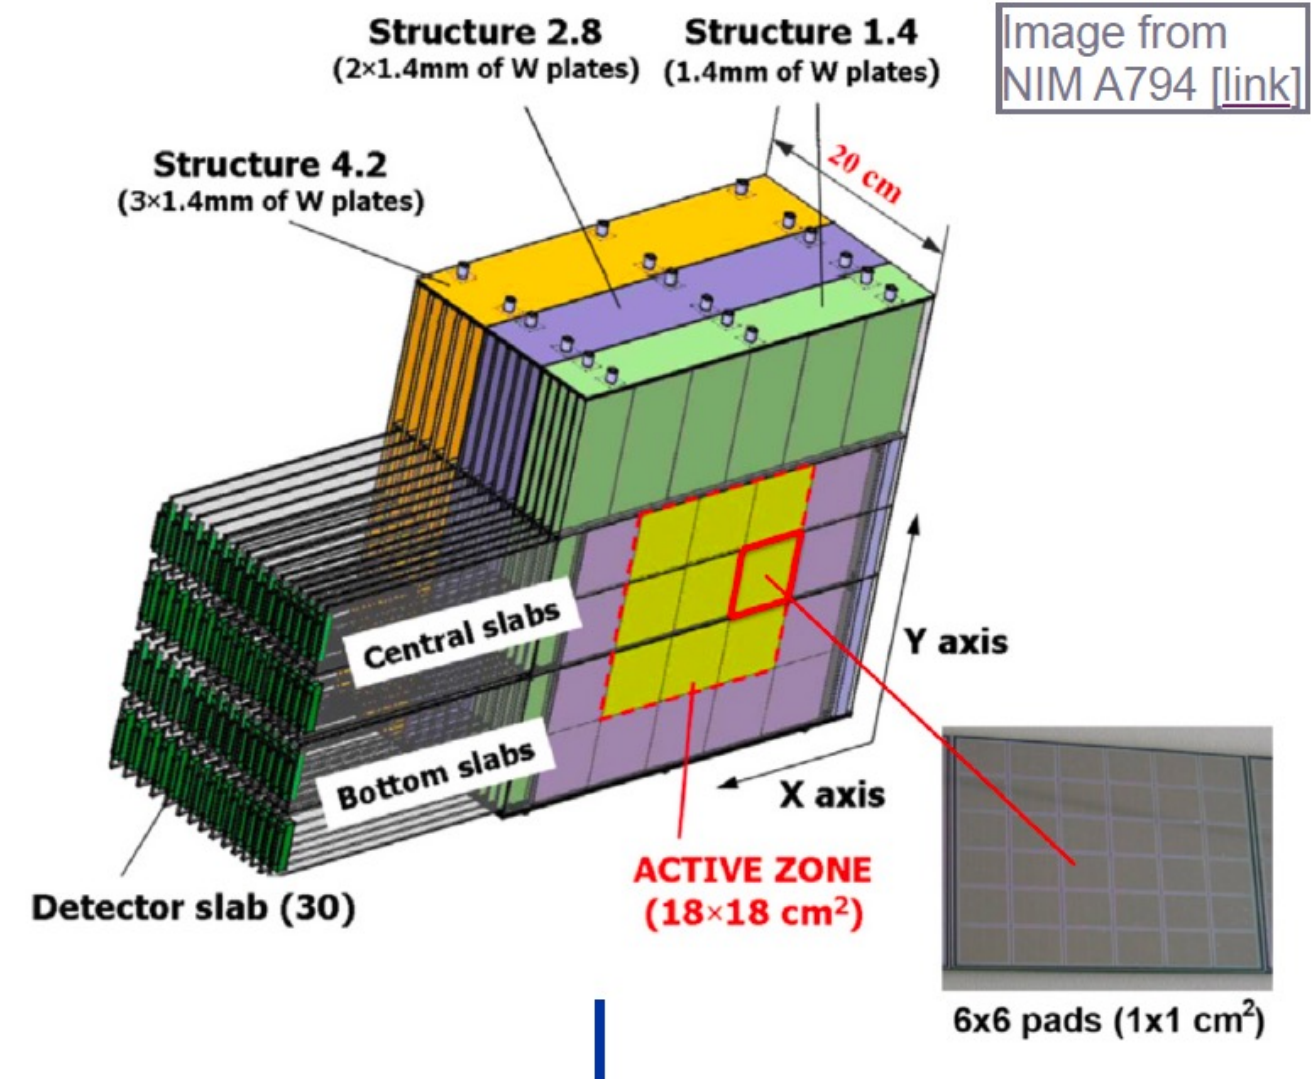 Structure 2.8
(2×1.4mm of W plates)
Structure 1.4
(1.4mm of W plates)
Image from
NIM A794 [link]
Structure 4.2
(3×1.4mm of W plates)
20 cm
Central slabs
Bottom slabs
Y axis
X axis
ACTIVE ZONE
(18×18 cm²)
Detector slab (30)
6x6 pads (1x1 cm²)